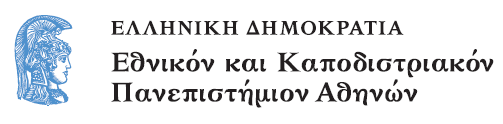 ΕΛΛΗΝΙΚΗ ΔΗΜΟΚΡΑΤΙΑ
Εθνικόν και Καποδιστριακόν
Πανεπιστήμιον Αθηνών